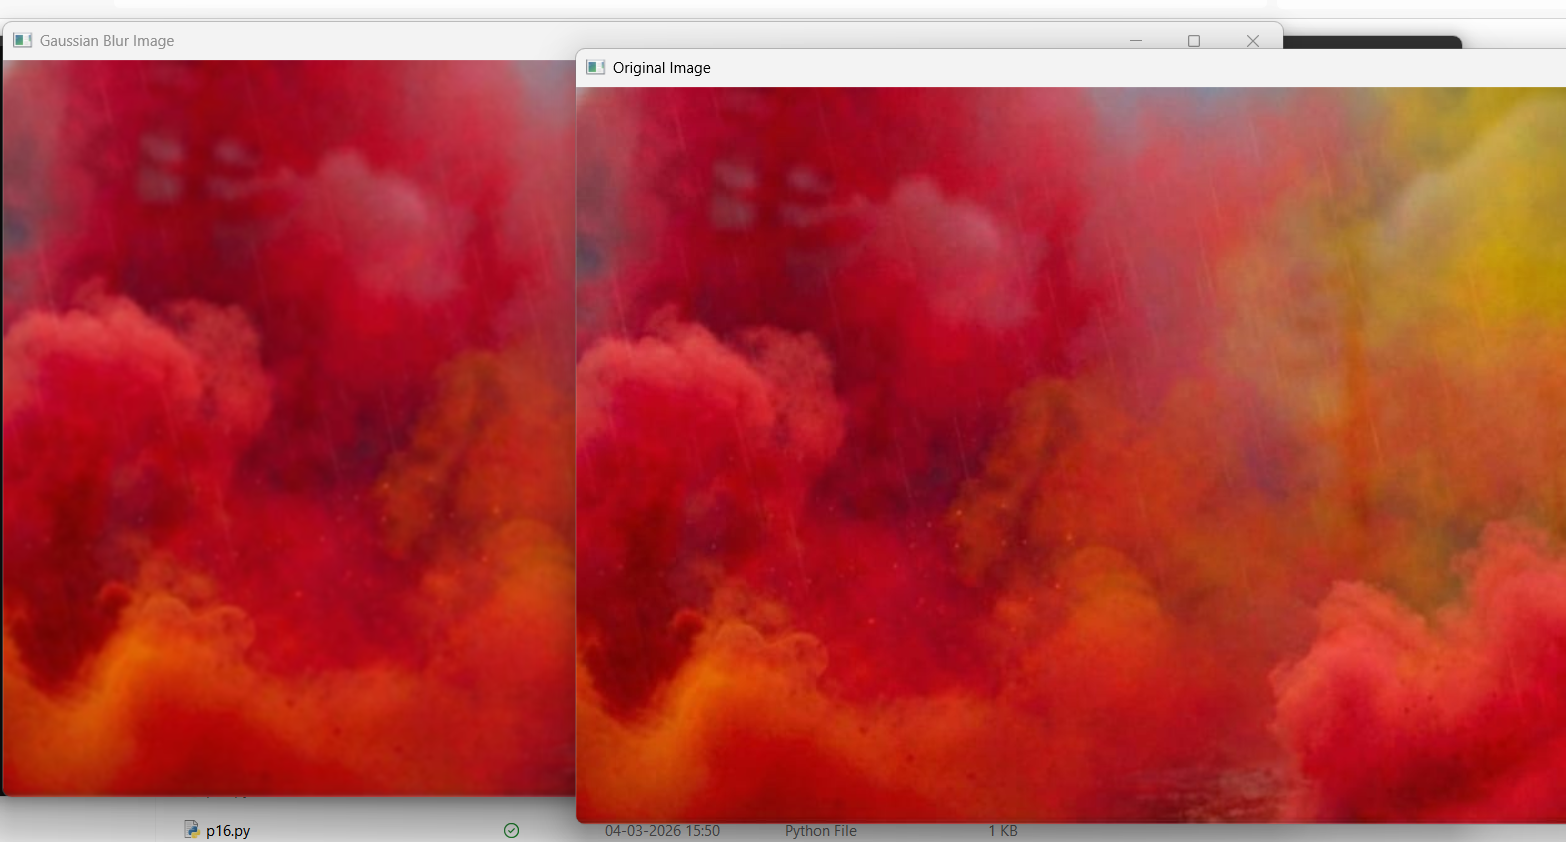 Gaussian Blur Image
Original Image
p16.py 04-03-2026 15:50 Python File 1 KB